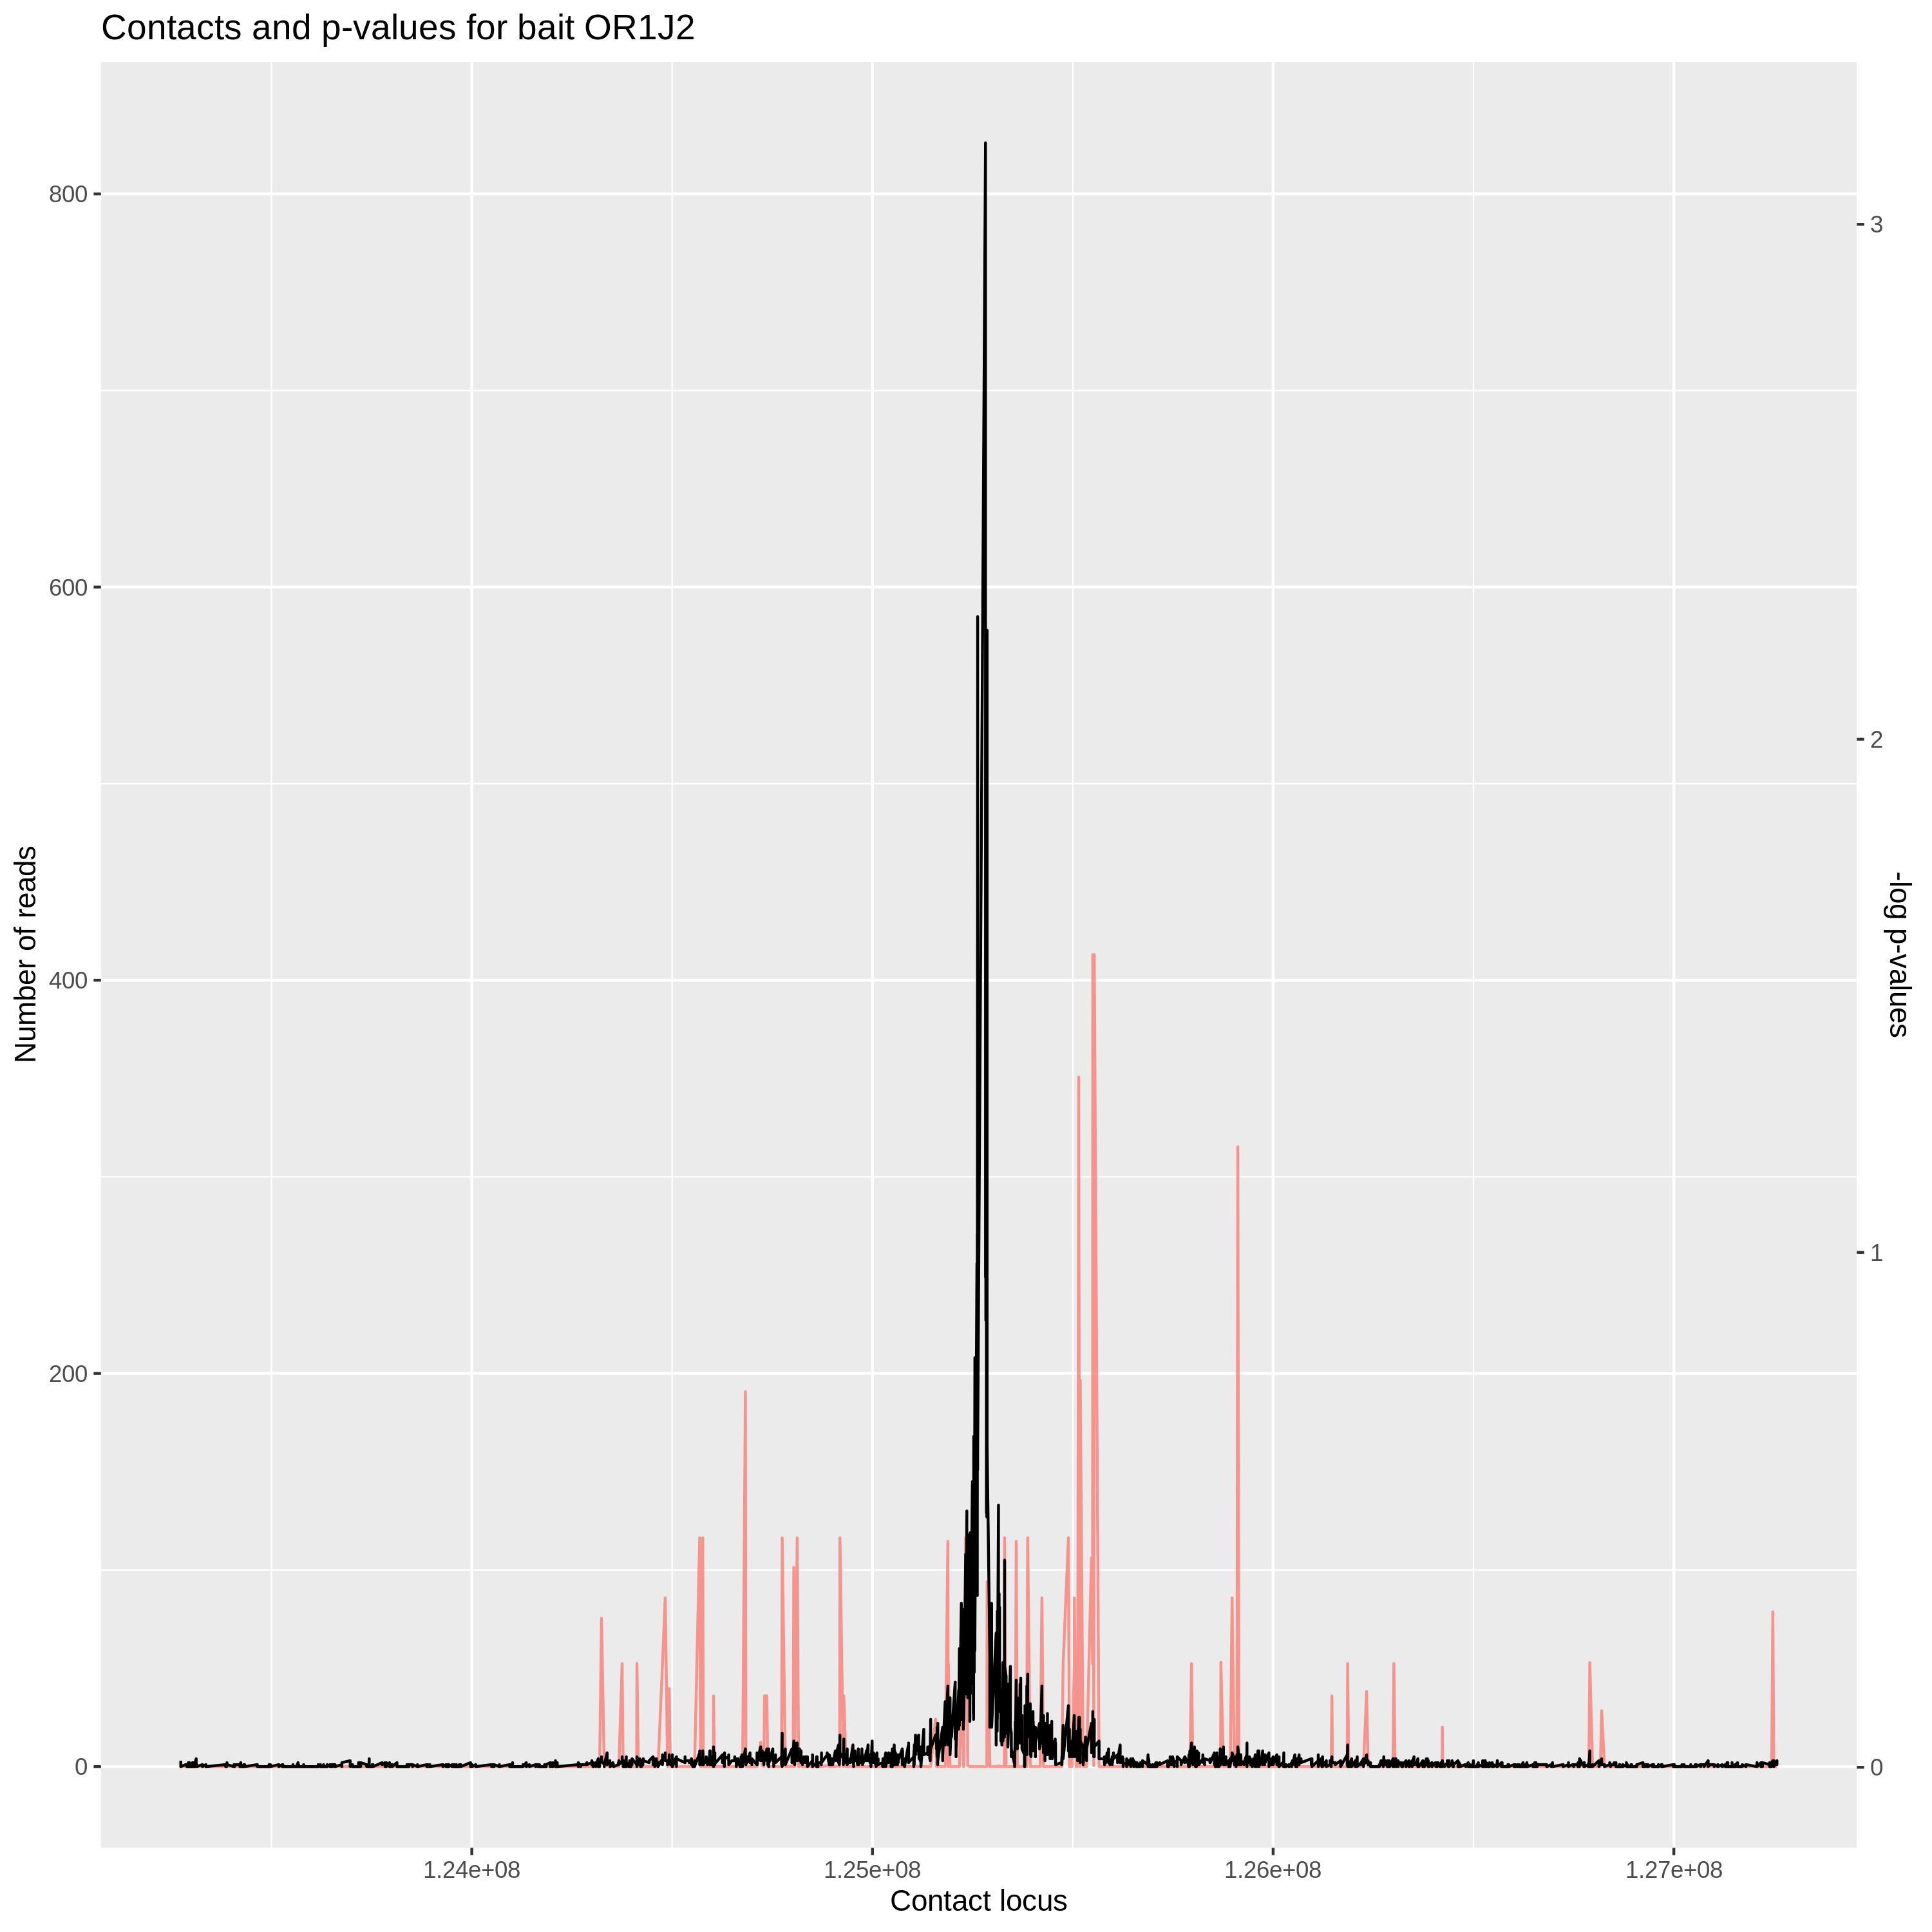 Contacts and p-values for bait OR1J2
800
600
400
200
0
Number of reads
3
2
1
0
-log p-values
1.24e+08
1.25e+08
1.26e+08
1.27e+08
Contact locus